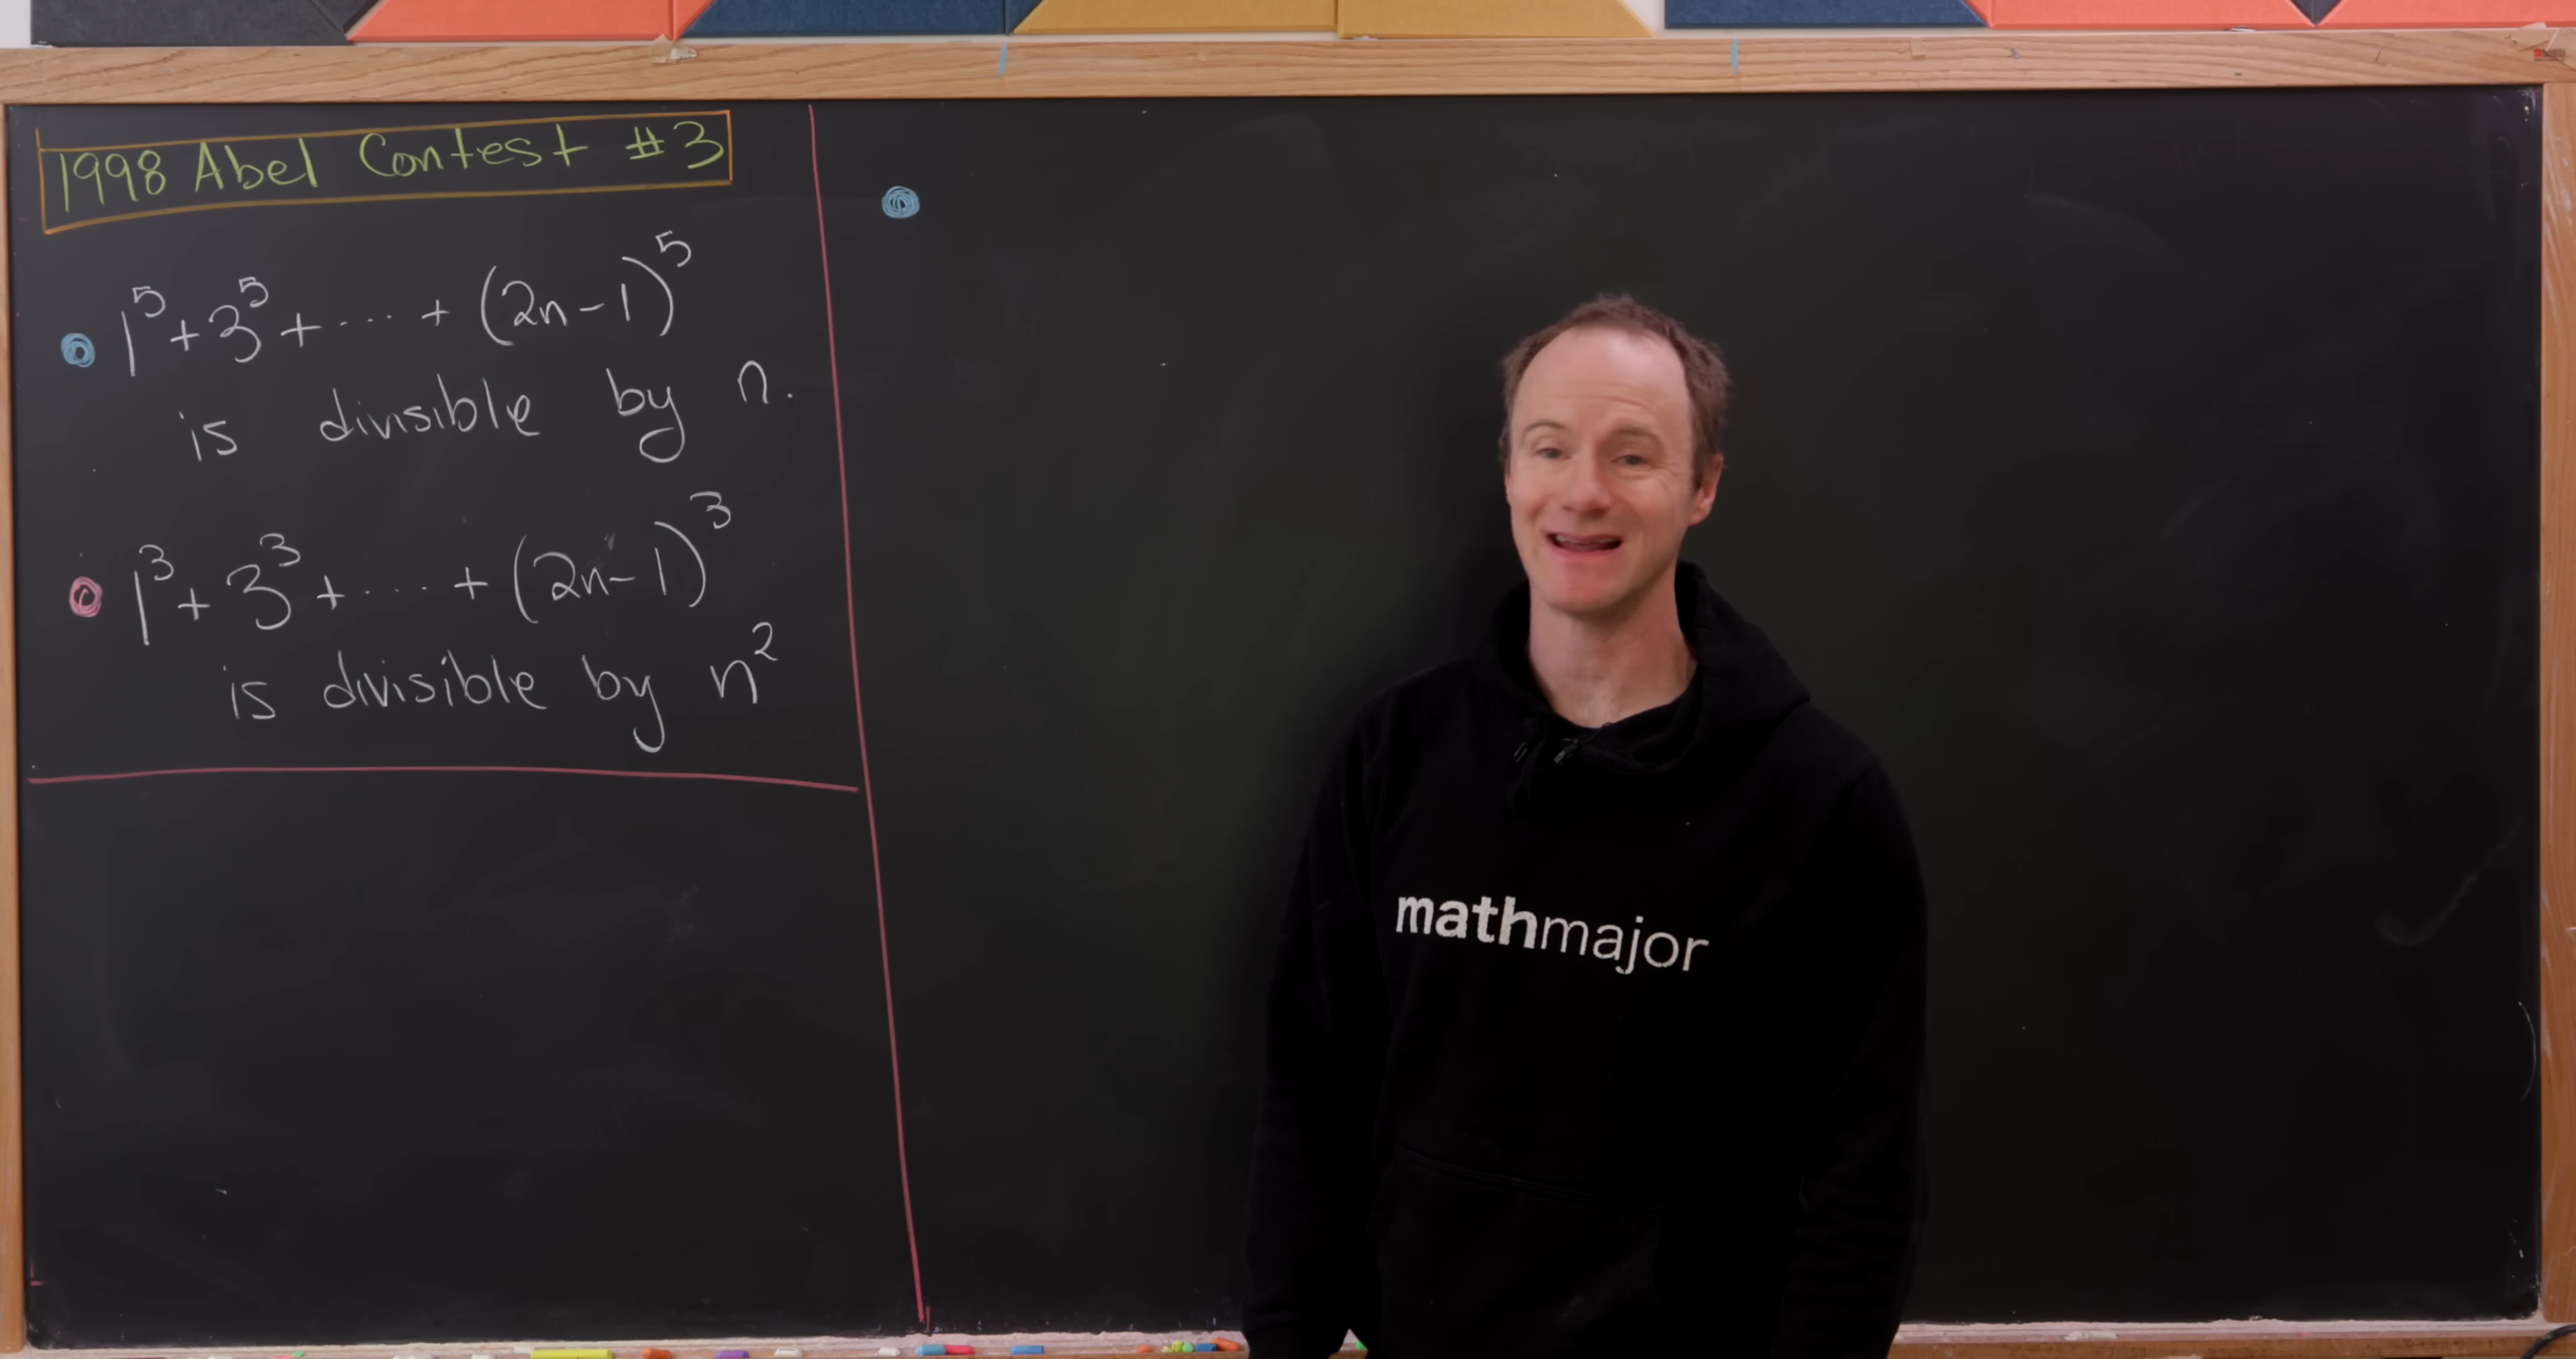 1998 Abel Contest #3
1⁵+3⁵+····+(2n-1)⁵
is divisible by n.
1³+3³+····+(2n-1)³
is divisible by n²
mathmajor